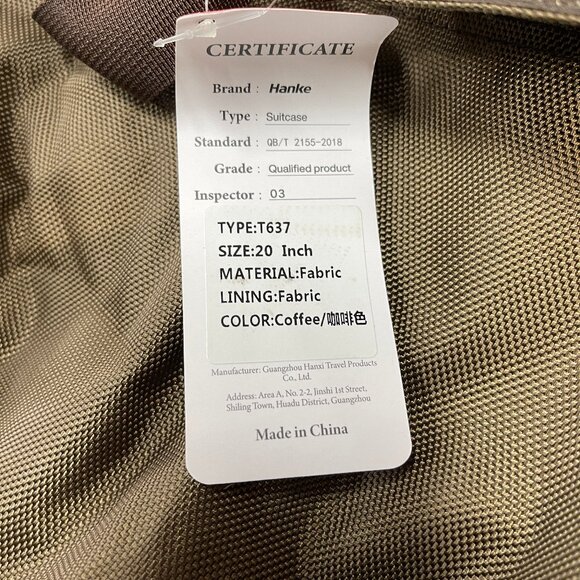 CERTIFICATE
Brand : Hanke
Type : Suitcase
Standard : QB/T 2155-2018
Grade : Qualified product
Inspector : 03
TYPE:T637
SIZE:20 Inch
MATERIAL:Fabric
LINING:Fabric
COLOR:Coffee/咖啡色
Manufacturer: Guangzhou Hanxi Travel Products
Co., Ltd.
Address: Area A, No. 2-2, Jinshi 1st Street,
Shiling Town, Huadu District, Guangzhou
Made in China